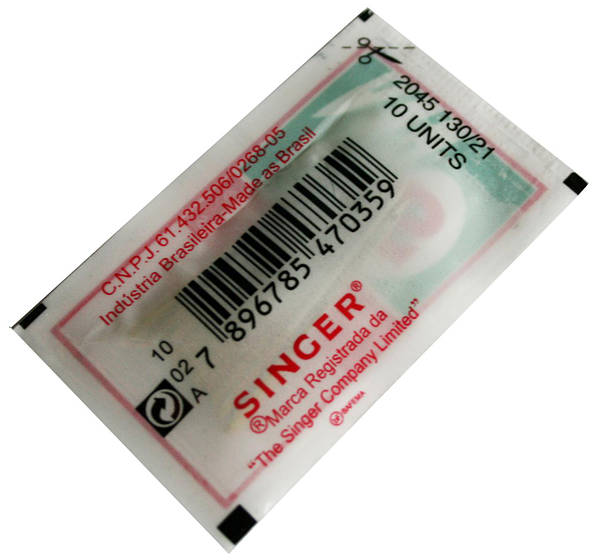 2045 130/21
10 UNITS
C.N.P.J. 61.432.506/0268-05
Indústria Brasileira-Made as Brasil
7 896785 470359
10
02
A
SINGER®
®Marca Registrada da
"The Singer Company Limited"